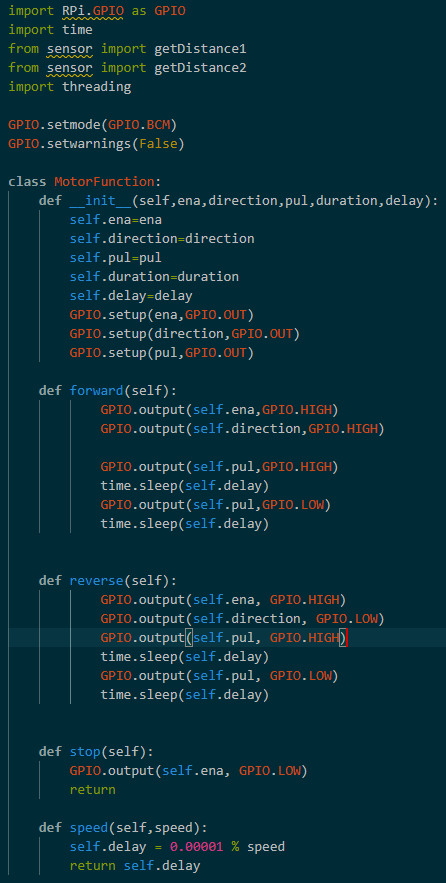 import RPi.GPIO as GPIO
import time
from sensor import getDistance1
from sensor import getDistance2
import threading

GPIO.setmode(GPIO.BCM)
GPIO.setwarnings(False)

class MotorFunction:
    def __init__(self,ena,direction,pul,duration,delay):
        self.ena=ena
        self.direction=direction
        self.pul=pul
        self.duration=duration
        self.delay=delay
        GPIO.setup(ena,GPIO.OUT)
        GPIO.setup(direction,GPIO.OUT)
        GPIO.setup(pul,GPIO.OUT)

    def forward(self):
            GPIO.output(self.ena,GPIO.HIGH)
            GPIO.output(self.direction,GPIO.HIGH)

            GPIO.output(self.pul,GPIO.HIGH)
            time.sleep(self.delay)
            GPIO.output(self.pul,GPIO.LOW)
            time.sleep(self.delay)


    def reverse(self):
            GPIO.output(self.ena, GPIO.HIGH)
            GPIO.output(self.direction, GPIO.LOW)
            GPIO.output(self.pul, GPIO.HIGH)
            time.sleep(self.delay)
            GPIO.output(self.pul, GPIO.LOW)
            time.sleep(self.delay)


    def stop(self):
        GPIO.output(self.ena, GPIO.LOW)
        return

    def speed(self,speed):
        self.delay = 0.00001 % speed
        return self.delay